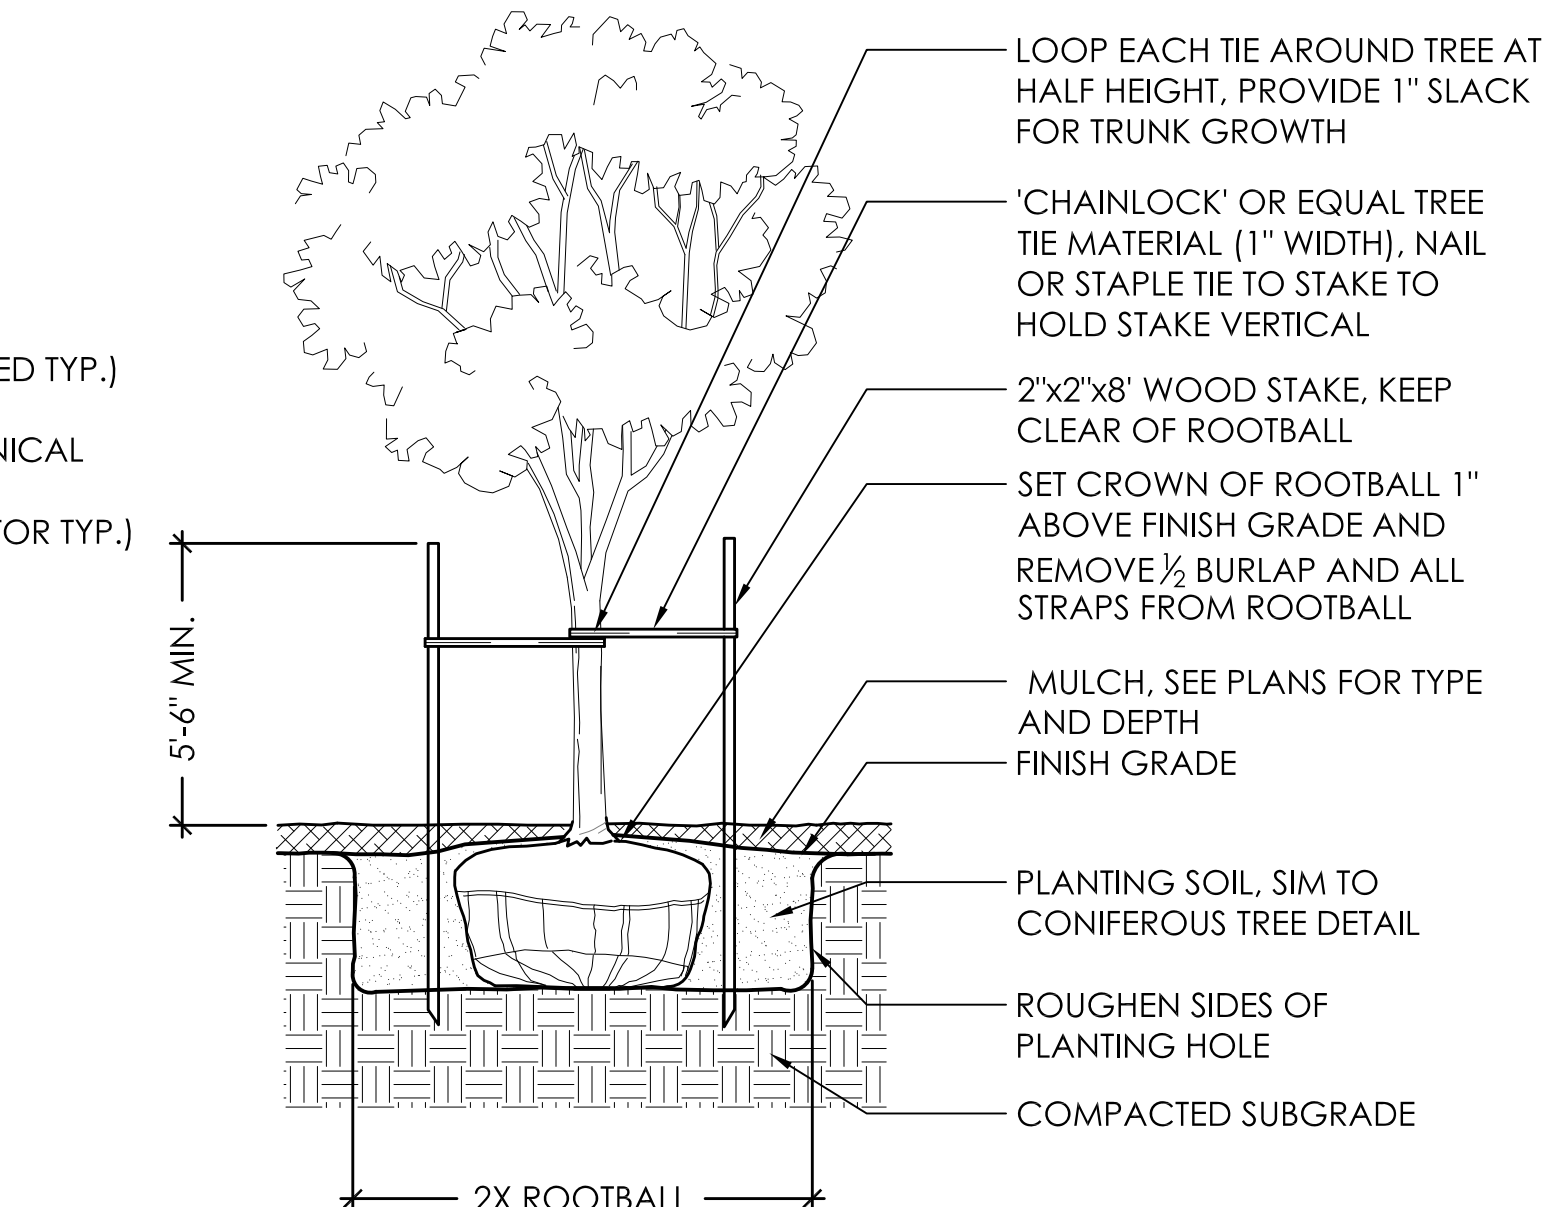 LOOP EACH TIE AROUND TREE AT
HALF HEIGHT, PROVIDE 1" SLACK
FOR TRUNK GROWTH
'CHAINLOCK' OR EQUAL TREE
TIE MATERIAL (1" WIDTH), NAIL
OR STAPLE TIE TO STAKE TO
HOLD STAKE VERTICAL
2"x2"x8' WOOD STAKE, KEEP
CLEAR OF ROOTBALL
SET CROWN OF ROOTBALL 1"
ABOVE FINISH GRADE AND
REMOVE ½ BURLAP AND ALL
STRAPS FROM ROOTBALL
MULCH, SEE PLANS FOR TYPE
AND DEPTH
FINISH GRADE
PLANTING SOIL, SIM TO
CONIFEROUS TREE DETAIL
ROUGHEN SIDES OF
PLANTING HOLE
COMPACTED SUBGRADE
ED TYP.)
NICAL
TOR TYP.)
5'-6" MIN.
2X ROOTBALL